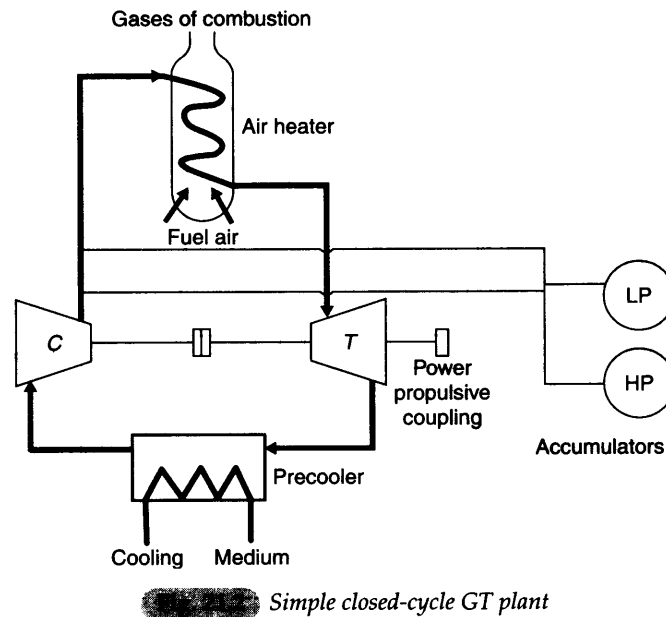 Gases of combustion
Air heater
Fuel air
C
T
LP
HP
Power
propulsive
coupling
Accumulators
Precooler
Cooling
Medium
Simple closed-cycle GT plant